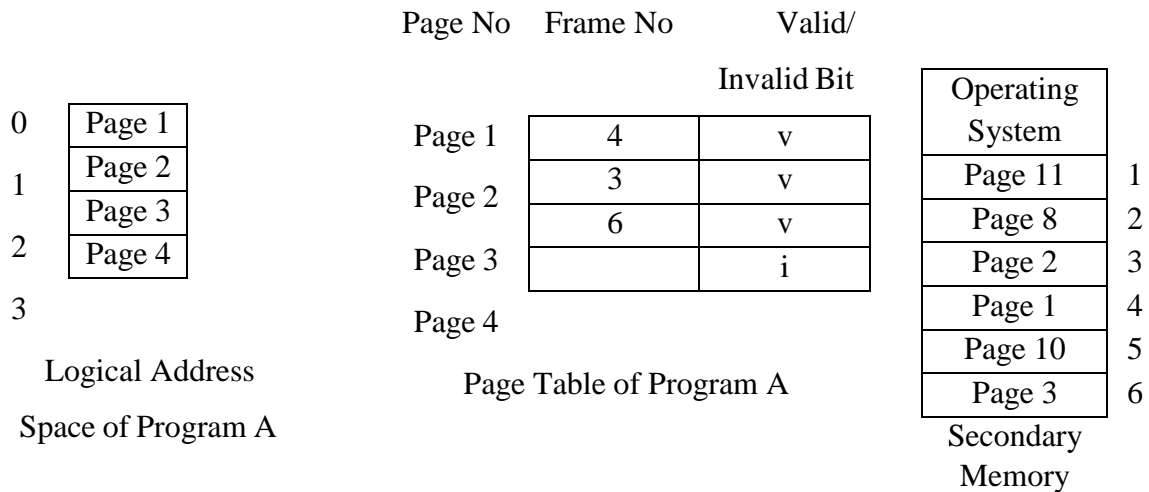 Page No Frame No Valid/
Invalid Bit
0
1
2
3
Page 1
Page 2
Page 3
Page 4
Logical Address
Space of Program A
Page 1 4 v
Page 2 3 v
Page 3 6 v
Page 4 i
Page Table of Program A
Operating
System
Page 11 1
Page 8 2
Page 2 3
Page 1 4
Page 10 5
Page 3 6
Secondary
Memory